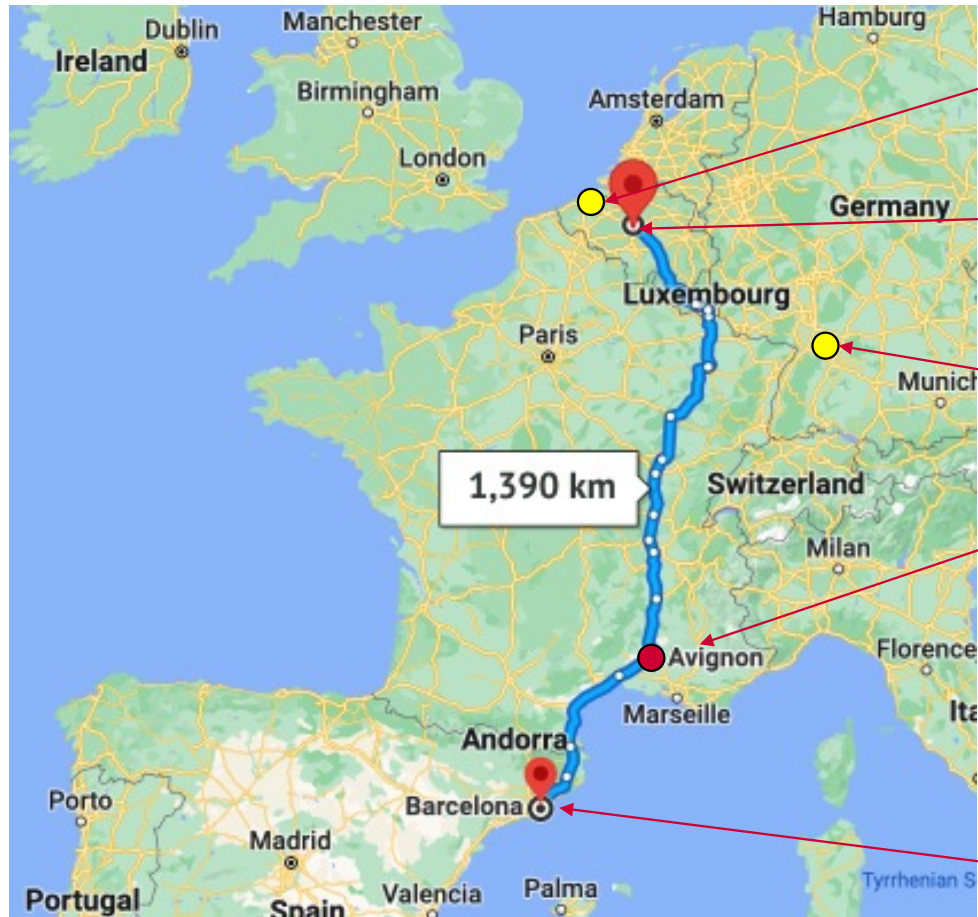 Hamburg
Manchester
Dublin
Ireland
Birmingham
Amsterdam
London
Germany
Luxembourg
Paris
Munich
1,390 km
Switzerland
Milan
Avignon
Florence
Marseille
Ita
Andorra
Barcelona
Porto
Madrid
Tyrrhenian S
Palma
Valencia
Portugal
Spain